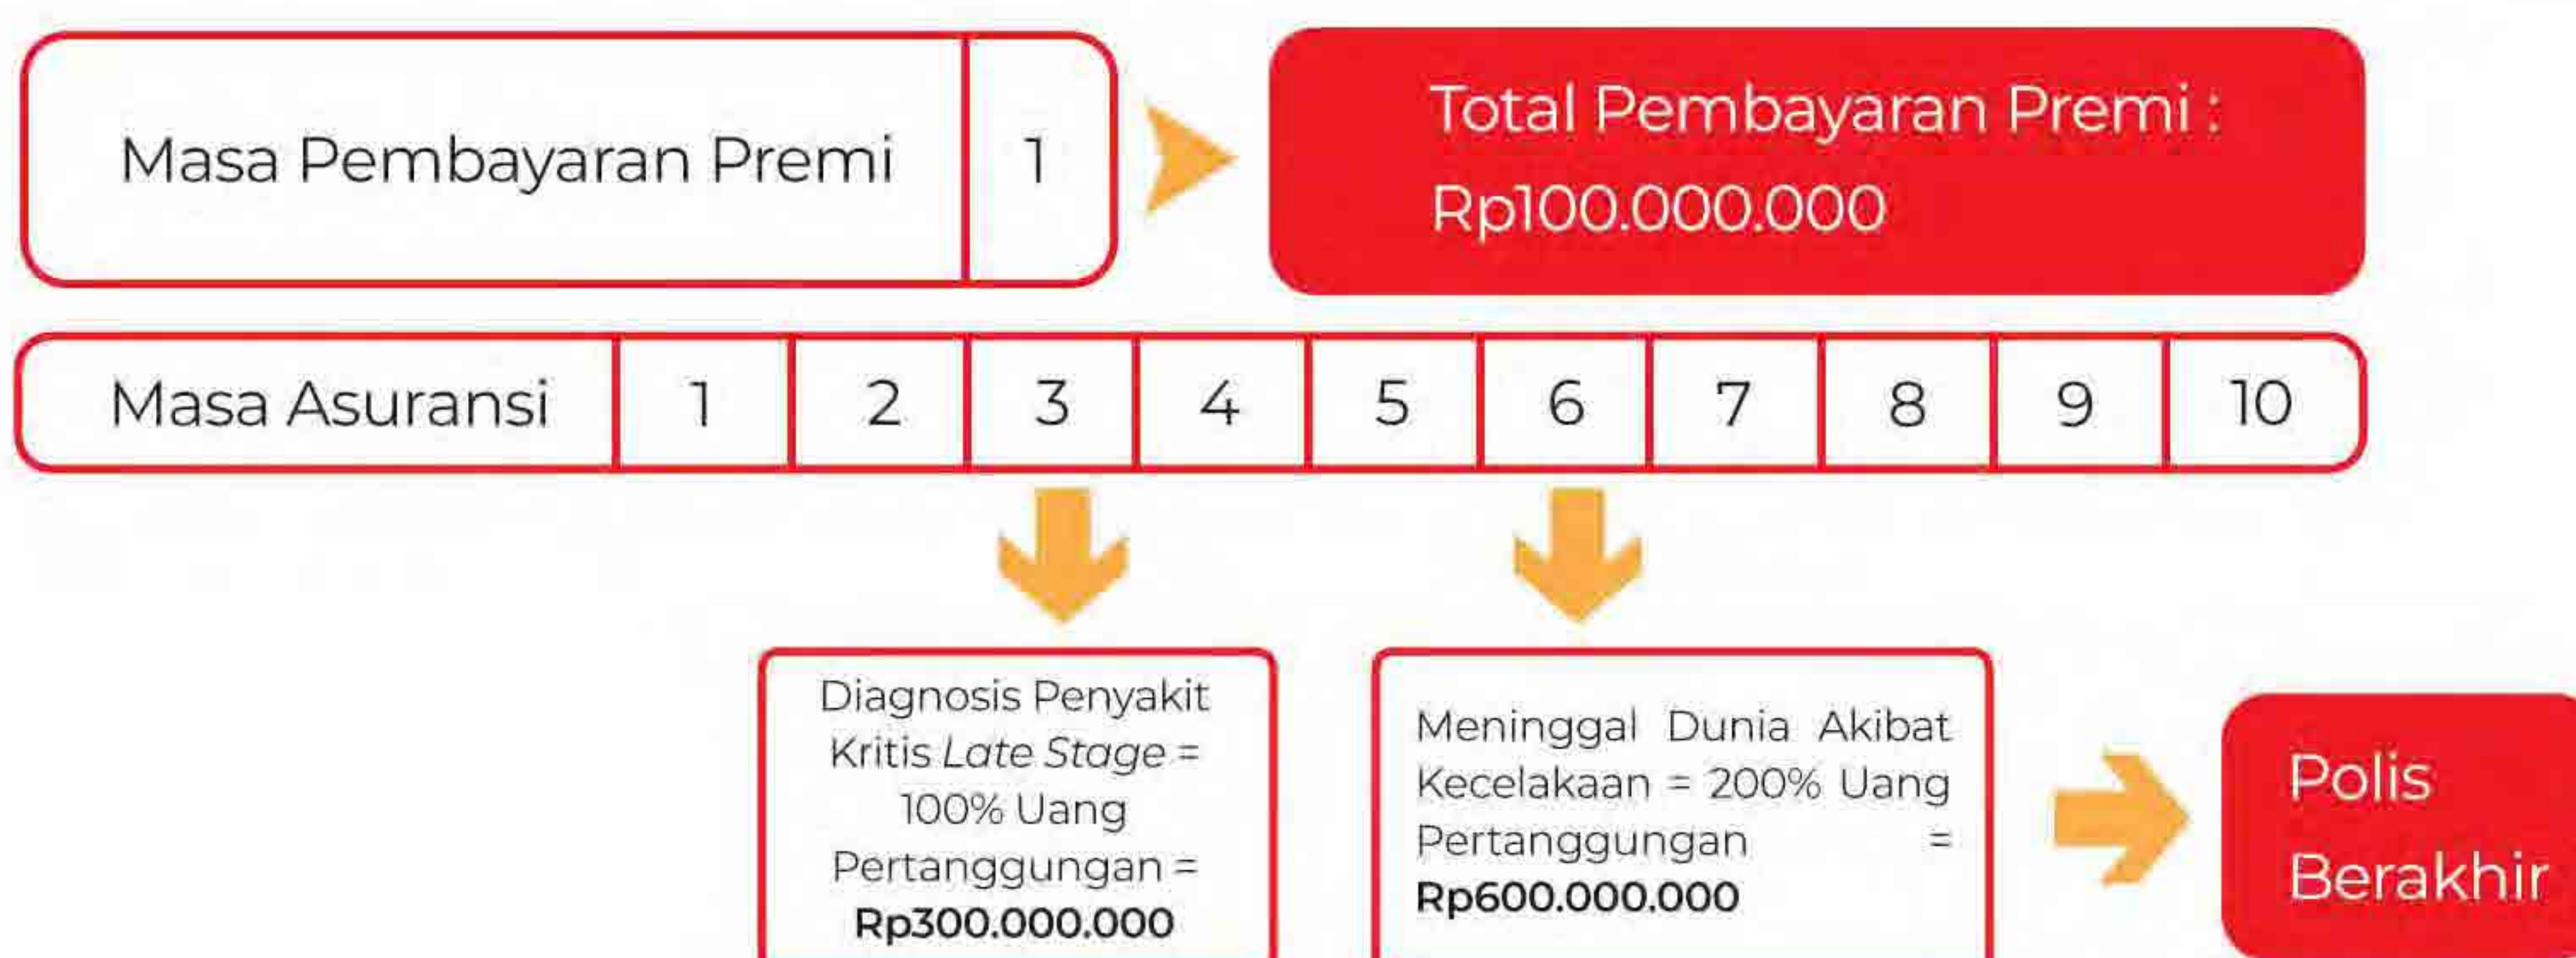 Masa Pembayaran Premi 1
Total Pembayaran Premi :
Rp100.000.000
Masa Asuransi 1 2 3 4 5 6 7 8 9 10
Diagnosis Penyakit
Kritis Late Stage =
100% Uang
Pertanggungan =
Rp300.000.000
Meninggal Dunia Akibat
Kecelakaan = 200% Uang
Pertanggungan =
Rp600.000.000
Polis
Berakhir